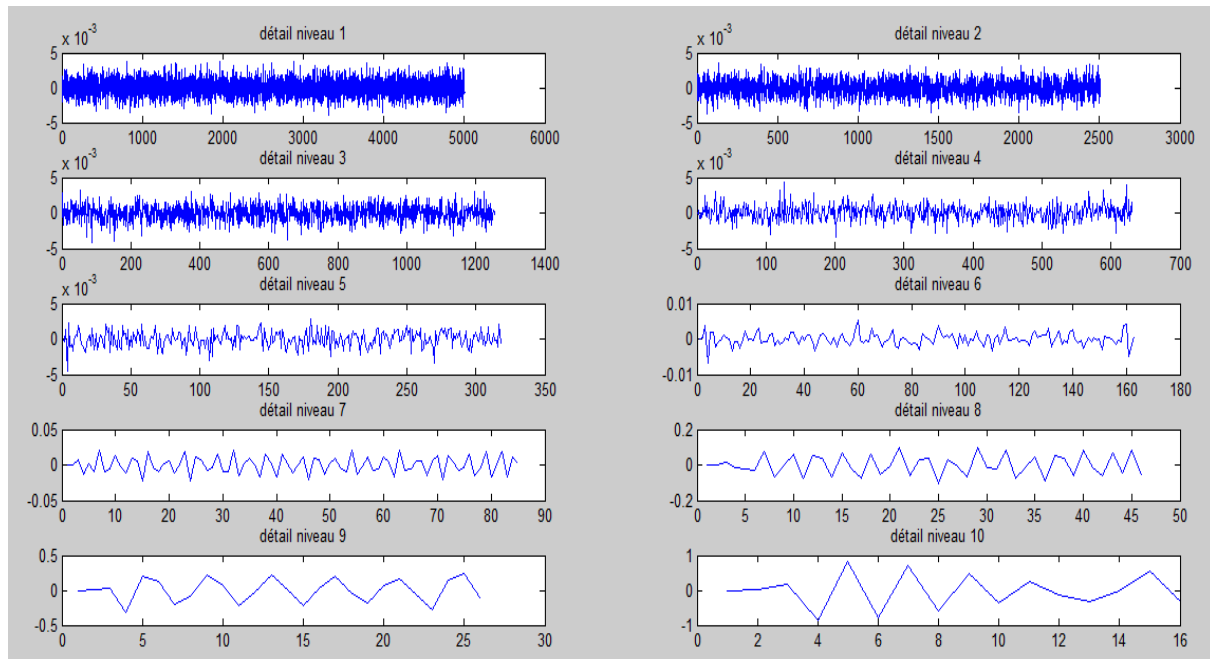 détail niveau 1
x 10-3
5
0
-5
0 1000 2000 3000 4000 5000 6000
détail niveau 2
x 10-3
5
0
-5
0 500 1000 1500 2000 2500 3000
détail niveau 3
x 10-3
5
0
-5
0 200 400 600 800 1000 1200 1400
détail niveau 4
x 10-3
5
0
-5
0 100 200 300 400 500 600 700
détail niveau 5
x 10-3
5
0
-5
0 50 100 150 200 250 300 350
détail niveau 6
0.01
0
-0.01
0 20 40 60 80 100 120 140 160 180
détail niveau 7
0.05
0
-0.05
0 10 20 30 40 50 60 70 80 90
détail niveau 8
0.2
0
-0.2
0 5 10 15 20 25 30 35 40 45 50
détail niveau 9
0.5
0
-0.5
0 5 10 15 20 25 30
détail niveau 10
1
0
-1
0 2 4 6 8 10 12 14 16